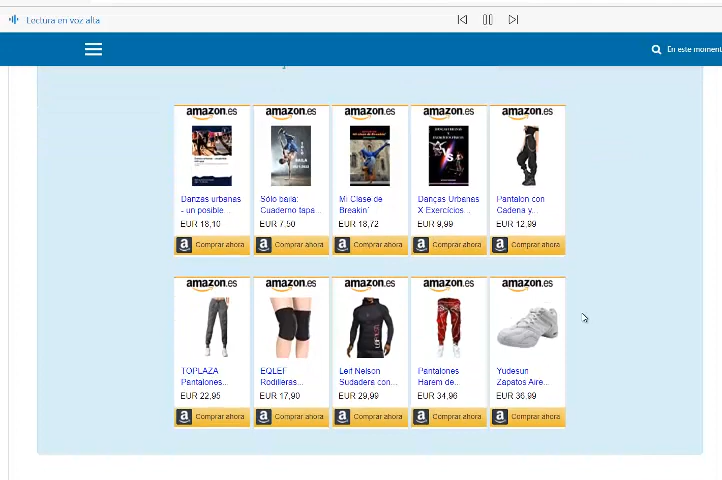 Lectura en voz alta
En este moment
amazon.es
amazon.es
amazon.es
amazon.es
amazon.es
Danzas urbanas
- un posible...
EUR 18,10
Comprar ahora
Sólo baila:
Cuaderno tapa...
EUR 7,50
Comprar ahora
Mi Clase de
Breakin´
EUR 18,72
Comprar ahora
Danças Urbanas
X Exercícios...
EUR 9,99
Comprar ahora
Pantalon con
Cadena y...
EUR 12,99
Comprar ahora
amazon.es
amazon.es
amazon.es
amazon.es
amazon.es
TOPLAZA
Pantalones...
EUR 22,95
Comprar ahora
EQLEF
Rodilleras...
EUR 17,90
Comprar ahora
Leif Nelson
Sudadera con...
EUR 29,99
Comprar ahora
Pantalones
Harem de...
EUR 34,96
Comprar ahora
Yudesun
Zapatos Aire...
EUR 36,99
Comprar ahora